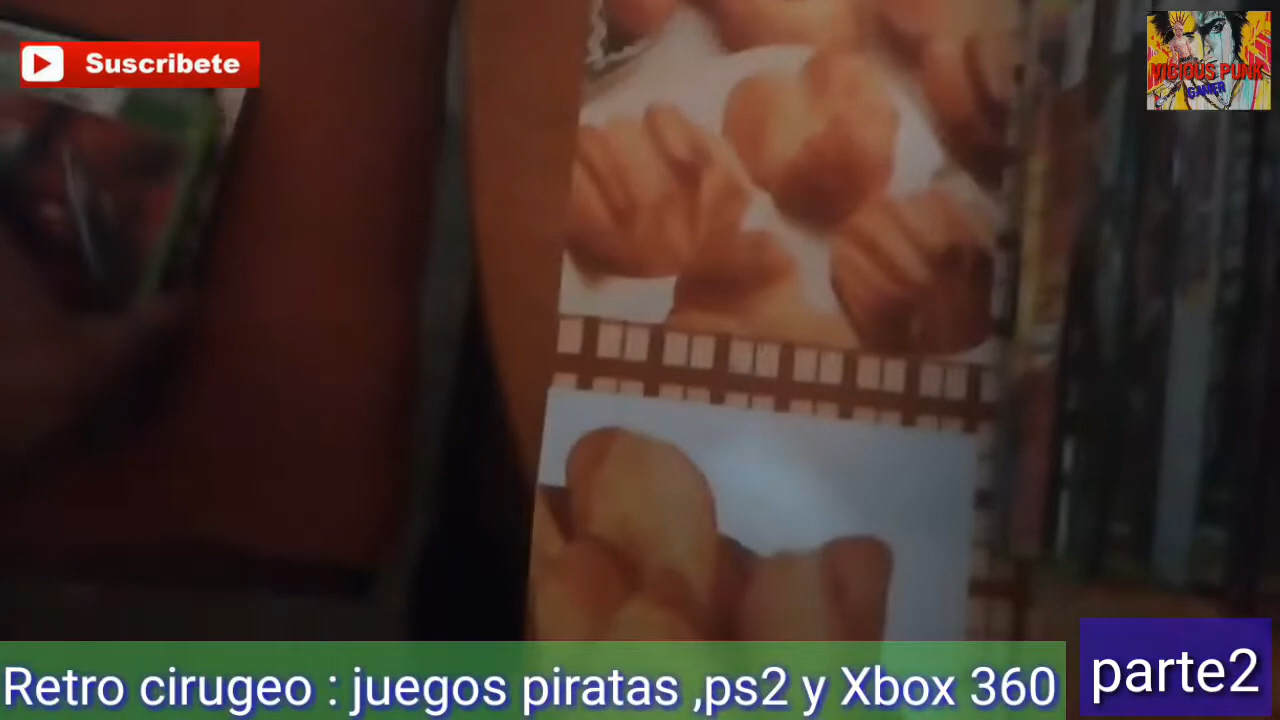 Suscribete
VICIOUS PUNK
GAMER
Retro cirugeo : juegos piratas ,ps2 y Xbox 360
parte2